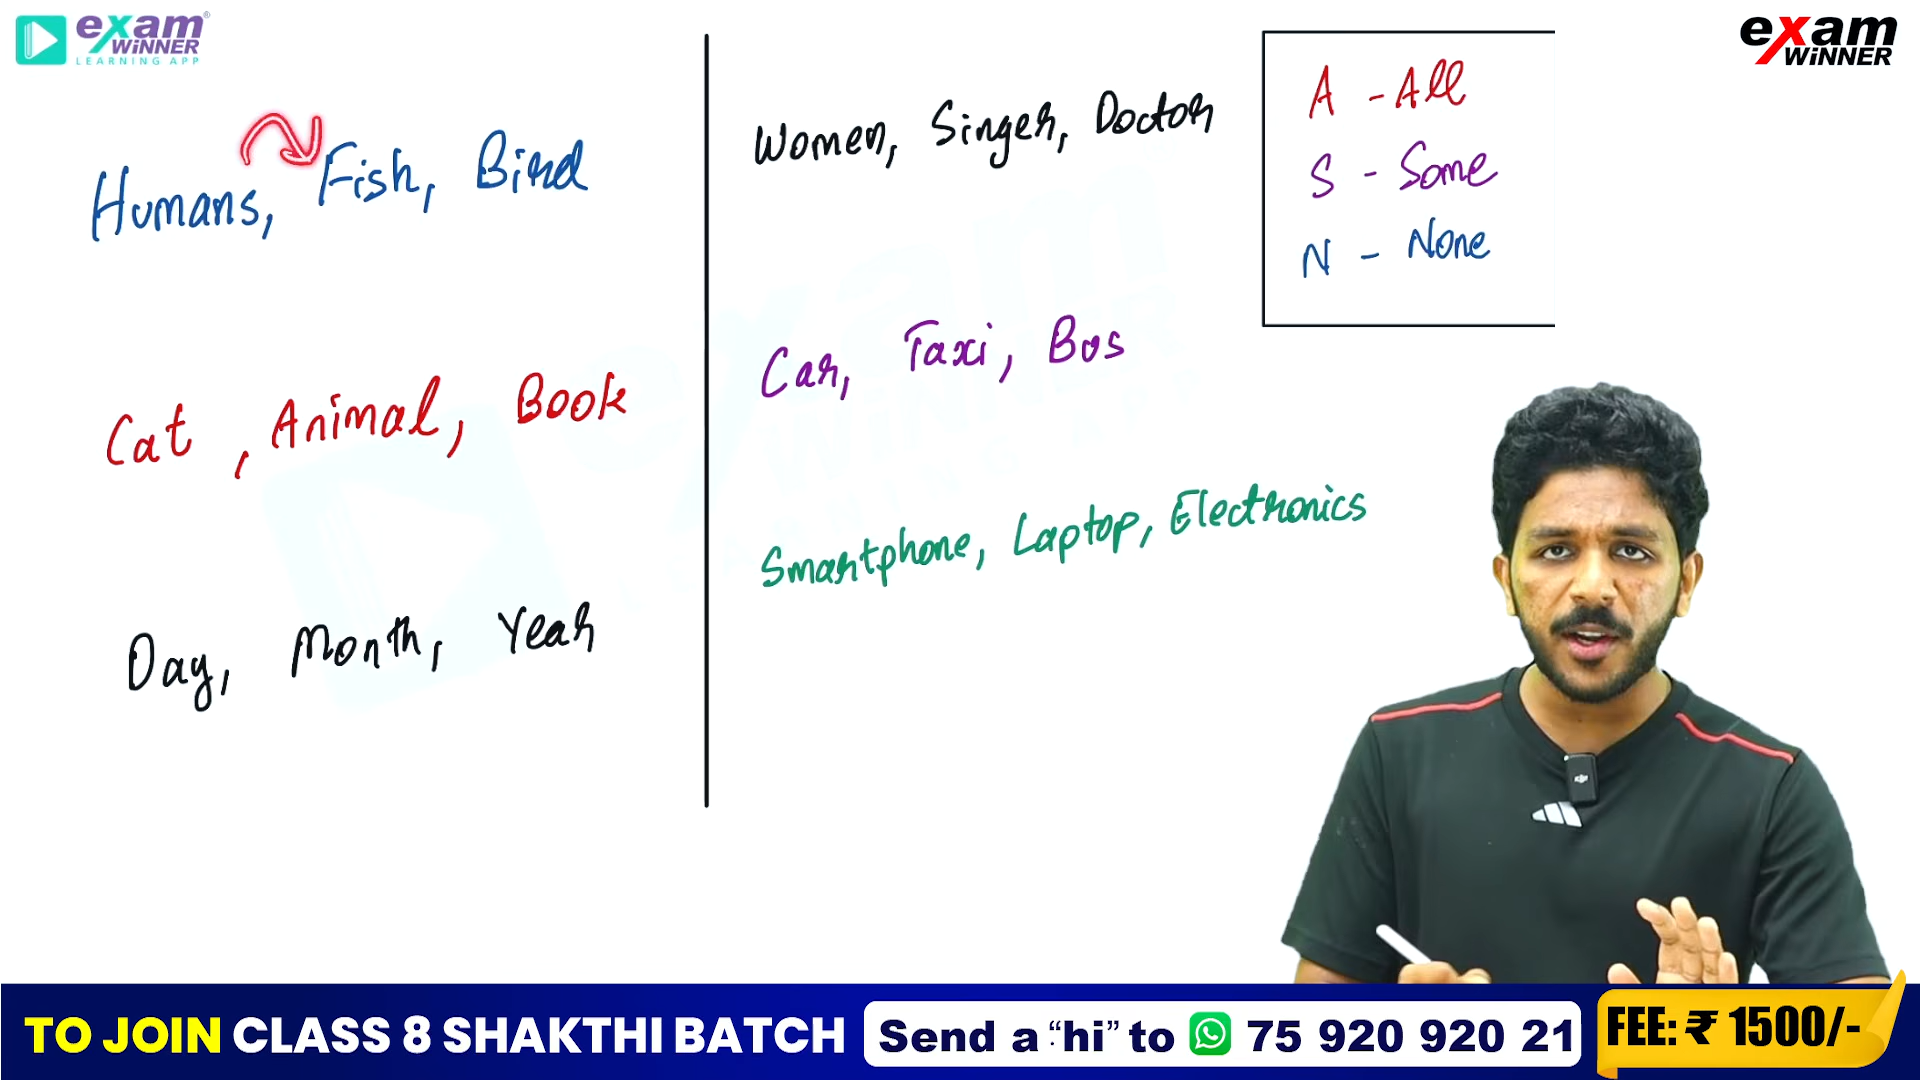 exam WiNNER
LEARNING APP
Humans, Fish, Bird
Cat, Animal, Book
Day, Month, Year
Women, Singer, Doctor
Car, Taxi, Bus
Smartphone, Laptop, Electronics
A - All
S - Some
N - None
exam WiNNER
TO JOIN CLASS 8 SHAKTHI BATCH
Send a “hi” to 75 920 920 21
FEE: ₹ 1500/-